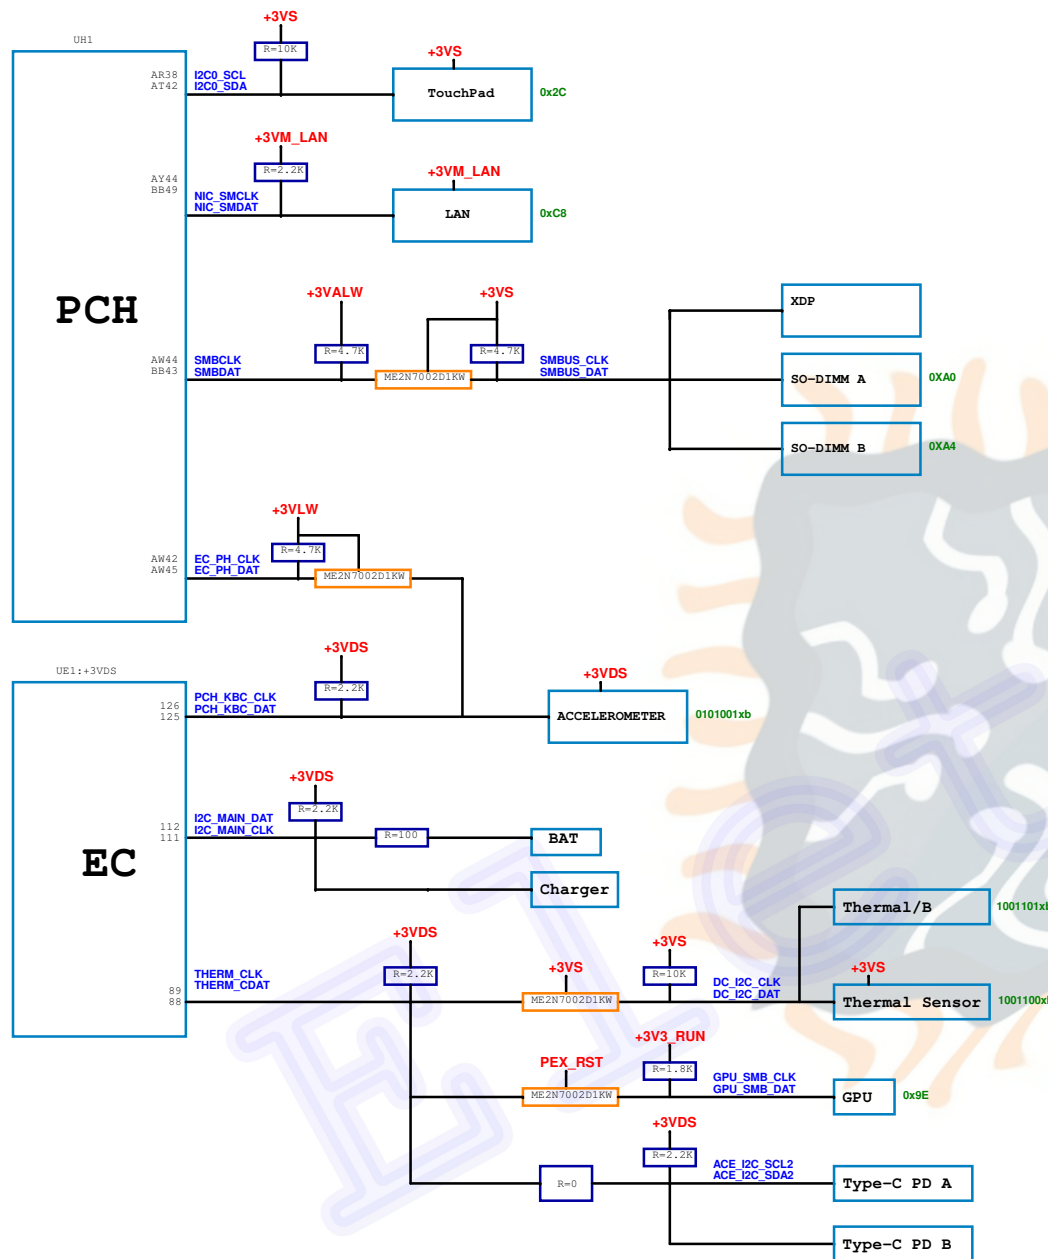 +3VS
UH1
R=10K
+3VS
AR38
AT42
I2C0_SCL
I2C0_SDA
TouchPad
0x2C
+3VM_LAN
R=2.2K
+3VM_LAN
AY44
BB49
NIC_SMCLK
NIC_SMDAT
LAN
0xC8
PCH
+3VALW
+3VS
XDP
R=4.7K
R=4.7K
AW44
BB43
SMBCLK
SMBDAT
ME2N7002D1KW
SMBUS_CLK
SMBUS_DAT
SO-DIMM A
0XA0
SO-DIMM B
0XA4
+3VLW
R=4.7K
AW42
AW45
EC_PH_CLK
EC_PH_DAT
ME2N7002D1KW
UE1:+3VDS
+3VDS
R=2.2K
+3VDS
126
125
PCH_KBC_CLK
PCH_KBC_DAT
ACCELEROMETER
0101001xb
+3VDS
R=2.2K
112
111
I2C_MAIN_DAT
I2C_MAIN_CLK
R=100
BAT
EC
Charger
Thermal/B
1001101xb
+3VDS
+3VS
R=2.2K
+3VS
R=10K
+3VS
89
88
THERM_CLK
THERM_CDAT
ME2N7002D1KW
DC_I2C_CLK
DC_I2C_DAT
Thermal Sensor
1001100xb
+3V3_RUN
PEX_RST
R=1.8K
ME2N7002D1KW
GPU_SMB_CLK
GPU_SMB_DAT
GPU
0x9E
+3VDS
R=2.2K
R=0
ACE_I2C_SCL2
ACE_I2C_SDA2
Type-C PD A
Type-C PD B